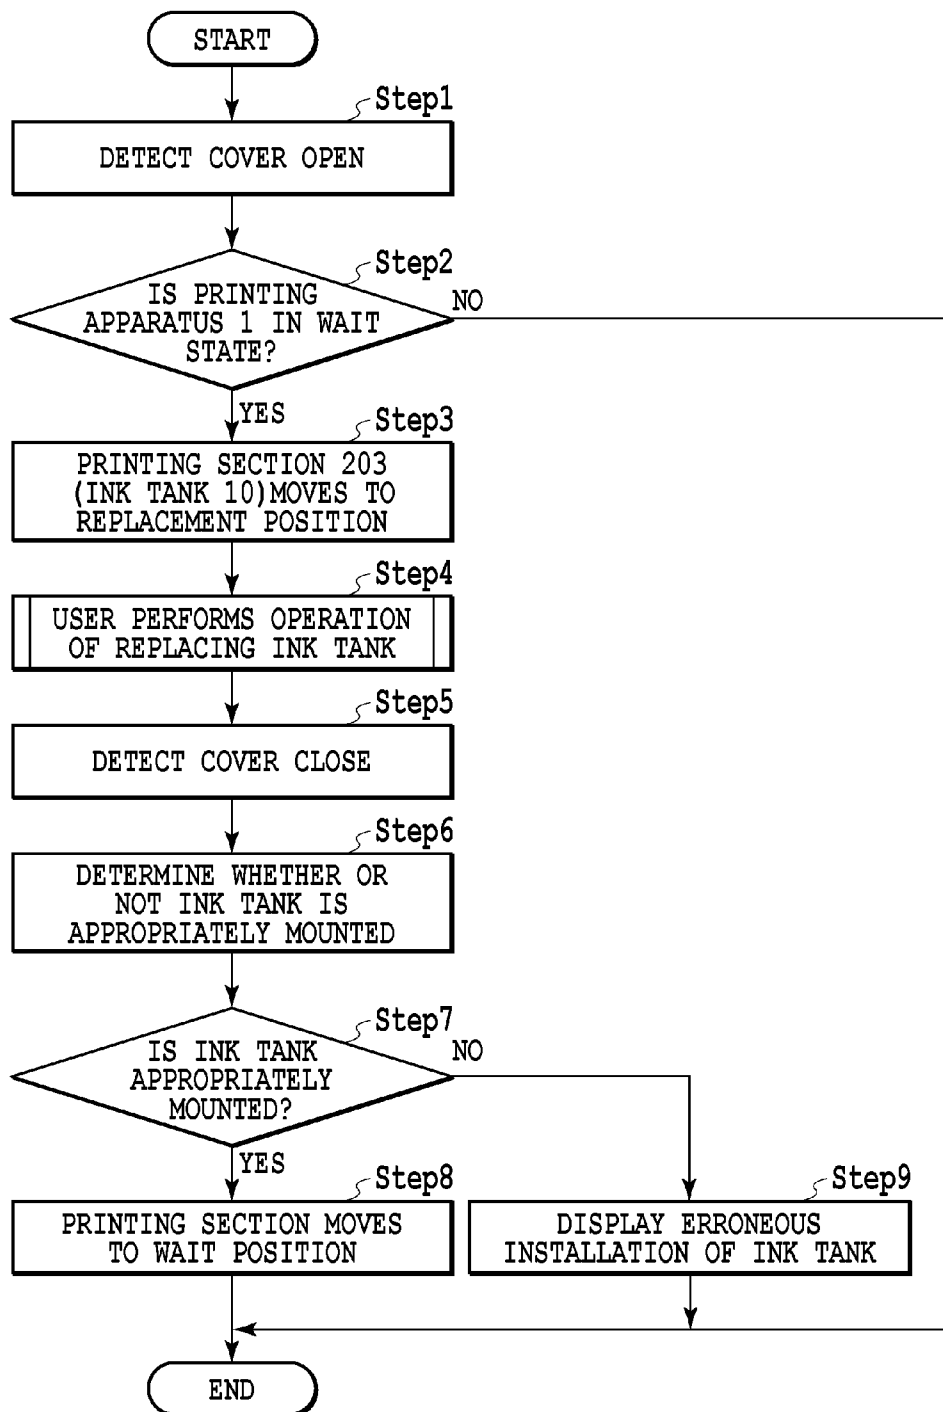 START
Step1
DETECT COVER OPEN
Step2
IS PRINTING
APPARATUS 1 IN WAIT
STATE?
NO
YES
Step3
PRINTING SECTION 203
(INK TANK 10)MOVES TO
REPLACEMENT POSITION
Step4
USER PERFORMS OPERATION
OF REPLACING INK TANK
Step5
DETECT COVER CLOSE
Step6
DETERMINE WHETHER OR
NOT INK TANK IS
APPROPRIATELY MOUNTED
Step7
IS INK TANK
APPROPRIATELY
MOUNTED?
NO
YES
Step8
PRINTING SECTION MOVES
TO WAIT POSITION
Step9
DISPLAY ERRONEOUS
INSTALLATION OF INK TANK
END